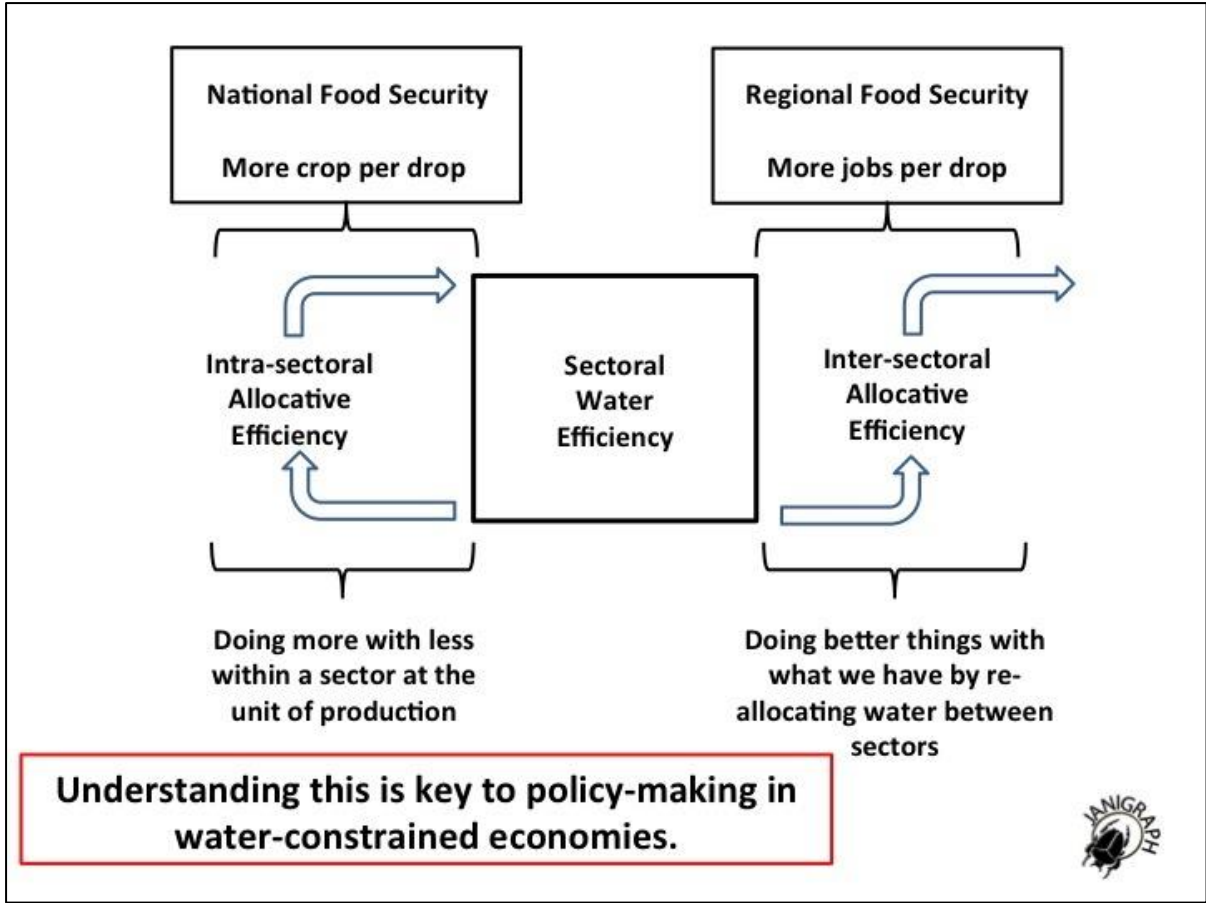 National Food Security
More crop per drop
Regional Food Security
More jobs per drop
Intra-sectoral
Allocative
Efficiency
Sectoral
Water
Efficiency
Inter-sectoral
Allocative
Efficiency
Doing more with less
within a sector at the
unit of production
Doing better things with
what we have by re-
allocating water between
sectors
Understanding this is key to policy-making in
water-constrained economies.
JANIGRAPH